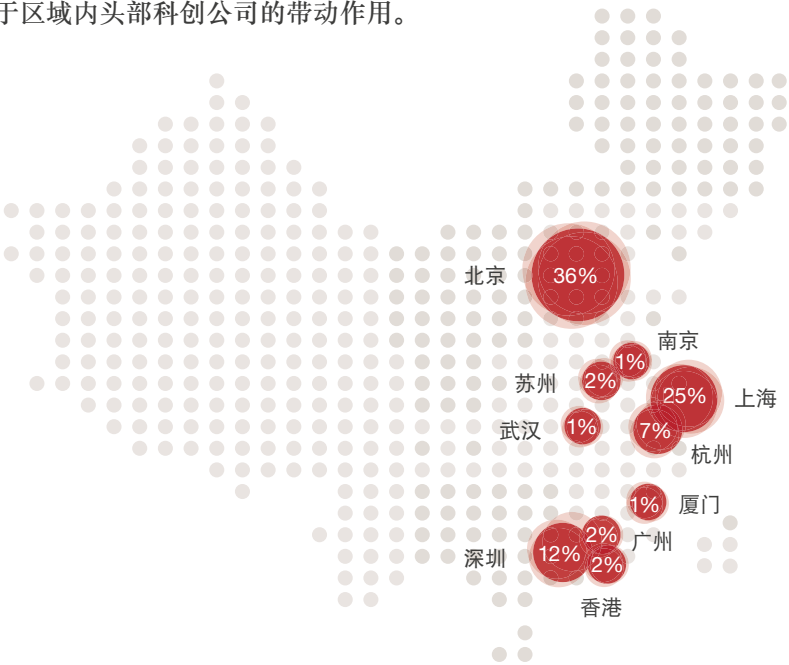 于区域内头部科创公司的带动作用。
北京
36%
南京
1%
苏州
2%
25%
上海
武汉
1%
7%
杭州
1%
厦门
2%
广州
深圳
12%
2%
香港